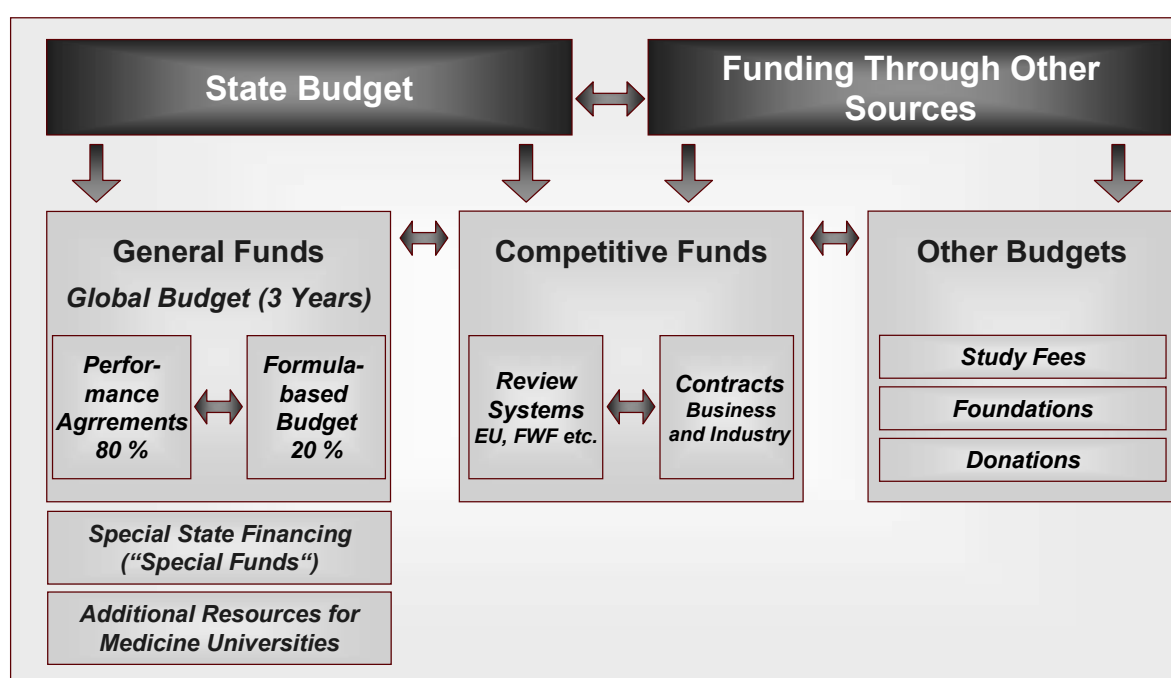 State Budget
Funding Through Other
Sources
General Funds
Global Budget (3 Years)
Perfor-
mance
Agrrements
80 %
Formula-
based
Budget
20 %
Competitive Funds
Review
Systems
EU, FWF etc.
Contracts
Business
and Industry
Other Budgets
Study Fees
Foundations
Donations
Special State Financing
(“Special Funds“)
Additional Resources for
Medicine Universities